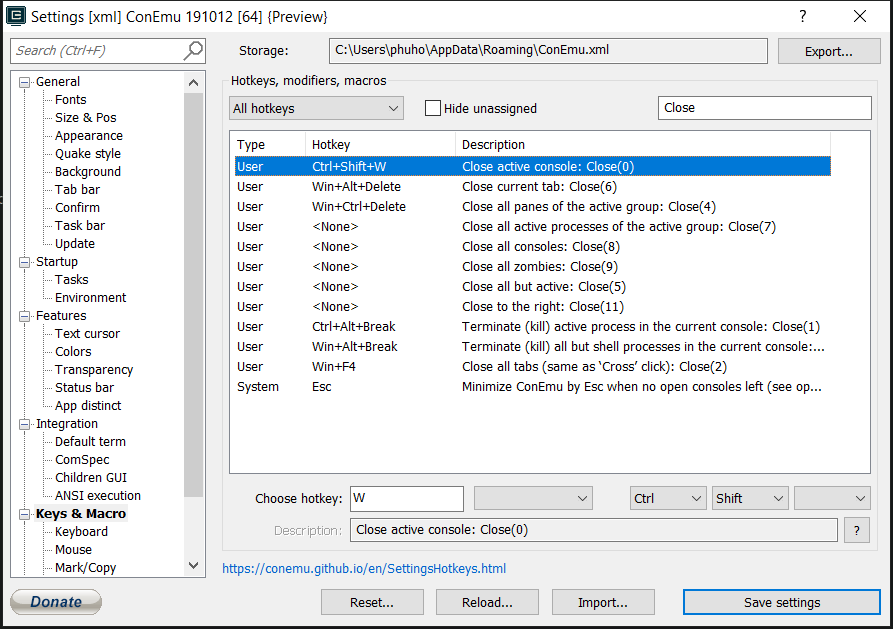 Settings [xml] ConEmu 191012 [64] {Preview}
?
Search (Ctrl+F)
Storage:
C:\Users\phuho\AppData\Roaming\ConEmu.xml
Export...
General
Fonts
Size & Pos
Appearance
Quake style
Background
Tab bar
Confirm
Task bar
Update
Startup
Tasks
Environment
Features
Text cursor
Colors
Transparency
Status bar
App distinct
Integration
Default term
ComSpec
Children GUI
ANSI execution
Keys & Macro
Keyboard
Mouse
Mark/Copy
Hotkeys, modifiers, macros
All hotkeys
Hide unassigned
Close
Type Hotkey Description
User Ctrl+Shift+W Close active console: Close(0)
User Win+Alt+Delete Close current tab: Close(6)
User Win+Ctrl+Delete Close all panes of the active group: Close(4)
User <None> Close all active processes of the active group: Close(7)
User <None> Close all consoles: Close(8)
User <None> Close all zombies: Close(9)
User <None> Close all but active: Close(5)
User <None> Close to the right: Close(11)
User Ctrl+Alt+Break Terminate (kill) active process in the current console: Close(1)
User Win+Alt+Break Terminate (kill) all but shell processes in the current console:...
User Win+F4 Close all tabs (same as ‘Cross’ click): Close(2)
System Esc Minimize ConEmu by Esc when no open consoles left (see op...
Choose hotkey: W Ctrl Shift
Description: Close active console: Close(0) ?
https://conemu.github.io/en/SettingsHotkeys.html
Donate
Reset...
Reload...
Import...
Save settings